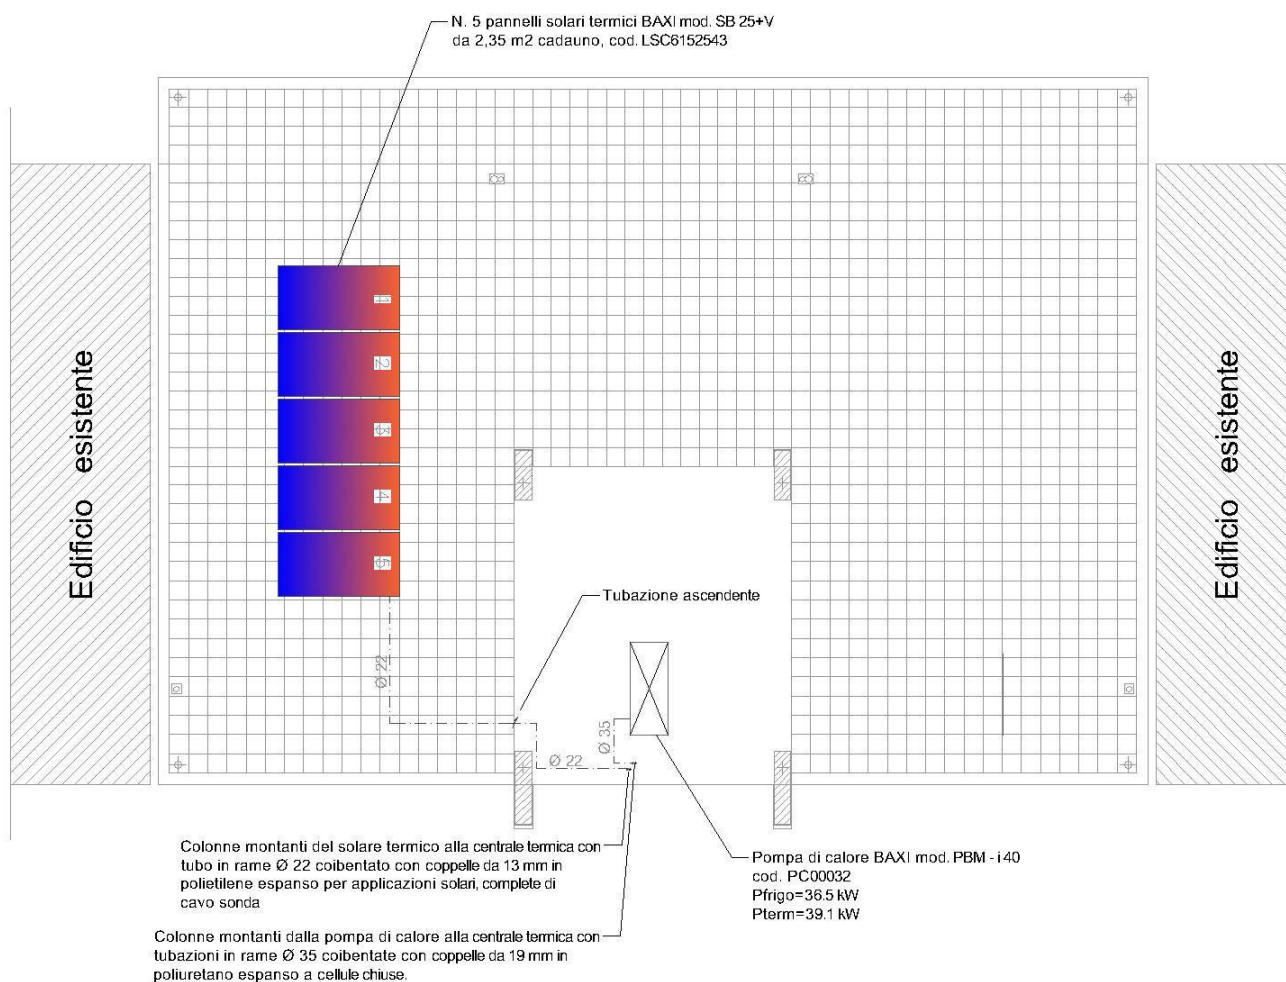 N. 5 pannelli solari termici BAXI mod. SB 25+V
da 2,35 m2 cadauno, cod. LSC6152543
Edificio esistente
1
2
3
4
5
Edificio esistente
Tubazione ascendente
Ø 22
Ø 35
Ø 22
Colonne montanti del solare termico alla centrale termica con
tubo in rame Ø 22 coibentato con coppelle da 13 mm in
polietilene espanso per applicazioni solari, complete di
cavo sonda
Pompa di calore BAXI mod. PBM - i 40
cod. PC00032
Pfrigo=36.5 kW
Pterm=39.1 kW
Colonne montanti dalla pompa di calore alla centrale termica con
tubazioni in rame Ø 35 coibentate con coppelle da 19 mm in
poliuretano espanso a cellule chiuse.